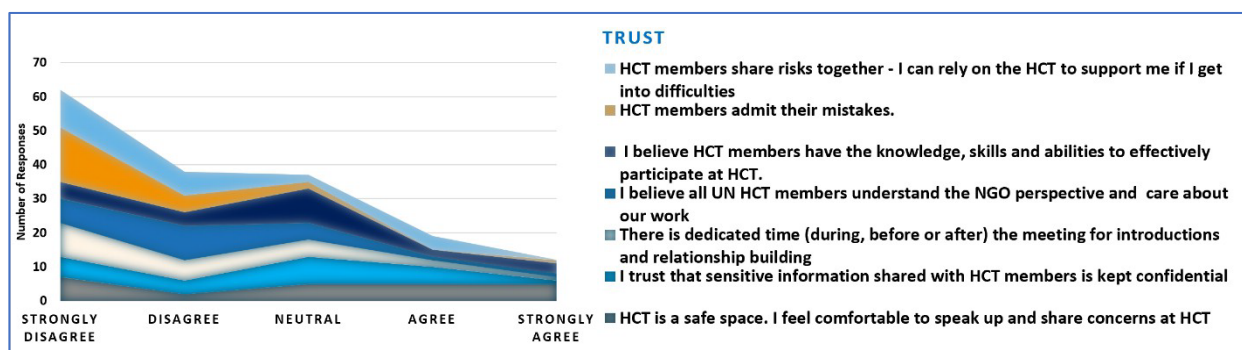 TRUST
HCT members share risks together - I can rely on the HCT to support me if I get
into difficulties
HCT members admit their mistakes.
I believe HCT members have the knowledge, skills and abilities to effectively
participate at HCT.
I believe all UN HCT members understand the NGO perspective and care about
our work
There is dedicated time (during, before or after) the meeting for introductions
and relationship building
I trust that sensitive information shared with HCT members is kept confidential
HCT is a safe space. I feel comfortable to speak up and share concerns at HCT
Number of Responses
70
60
50
40
30
20
10
0
STRONGLY
DISAGREE
DISAGREE
NEUTRAL
AGREE
STRONGLY
AGREE